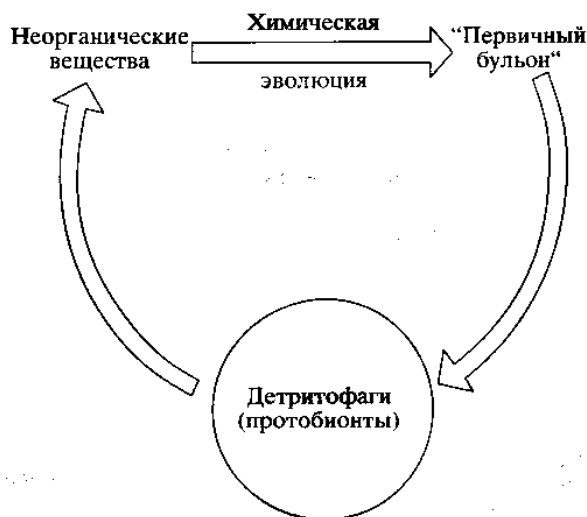 Химическая
Неорганические
вещества
“Первичный
бульон“
эволюция
Детритофаги
(протобионты)